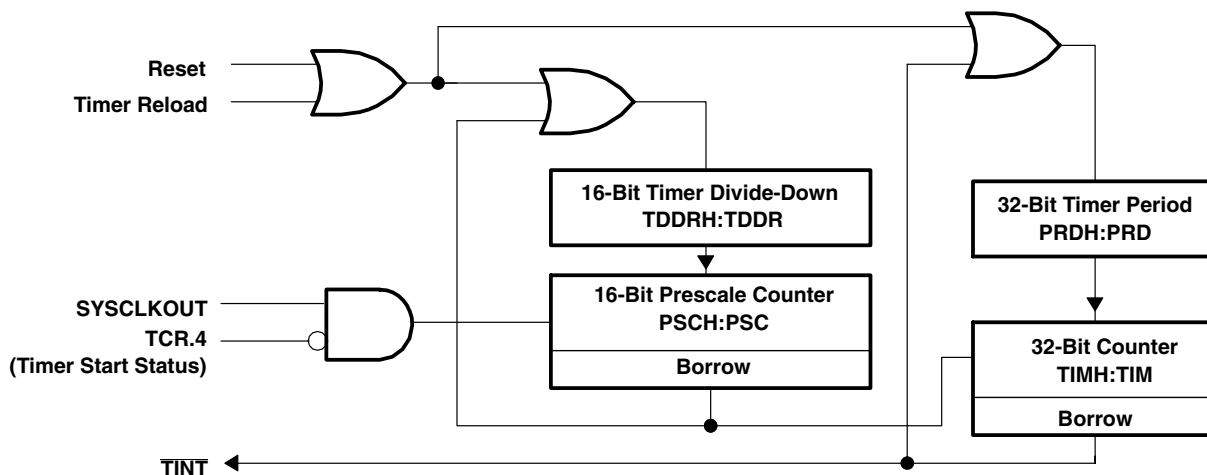 Reset
Timer Reload
16-Bit Timer Divide-Down
TDDRH:TDDR
32-Bit Timer Period
PRDH:PRD
SYSCLKOUT
TCR.4
(Timer Start Status)
16-Bit Prescale Counter
PSCH:PSC
Borrow
32-Bit Counter
TIMH:TIM
Borrow
TINT